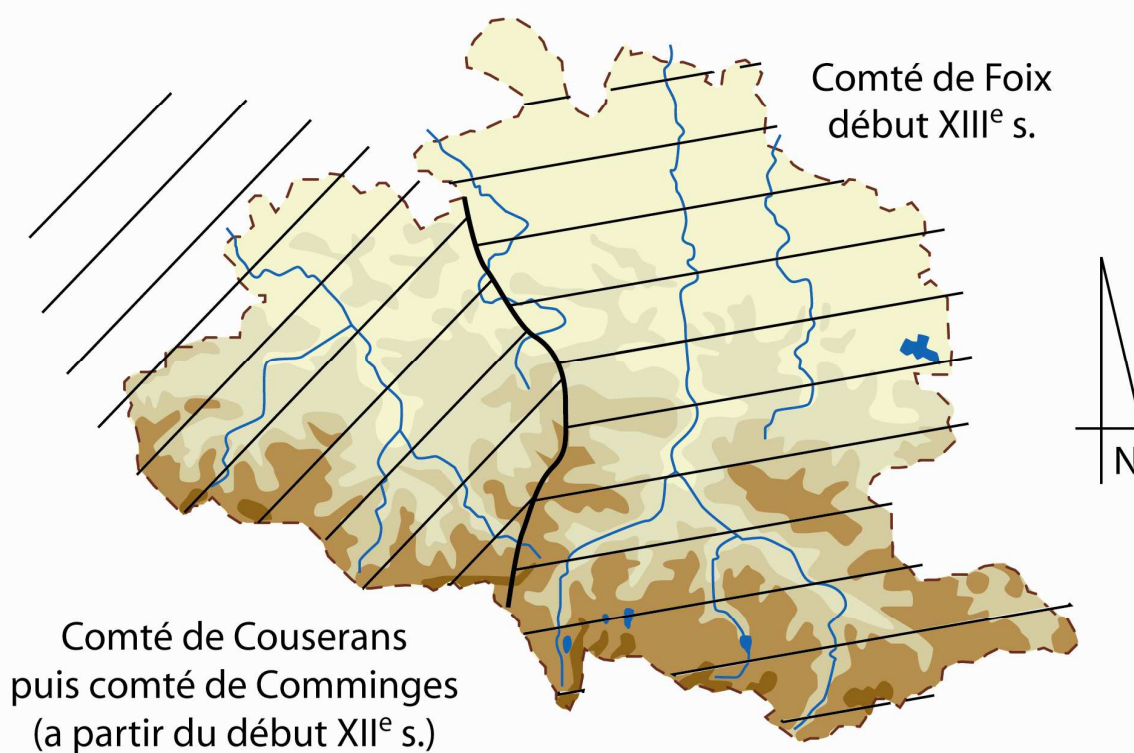 Comté de Foix
début XIIIe s.
N
Comté de Couserans
puis comté de Comminges
(a partir du début XIIe s.)